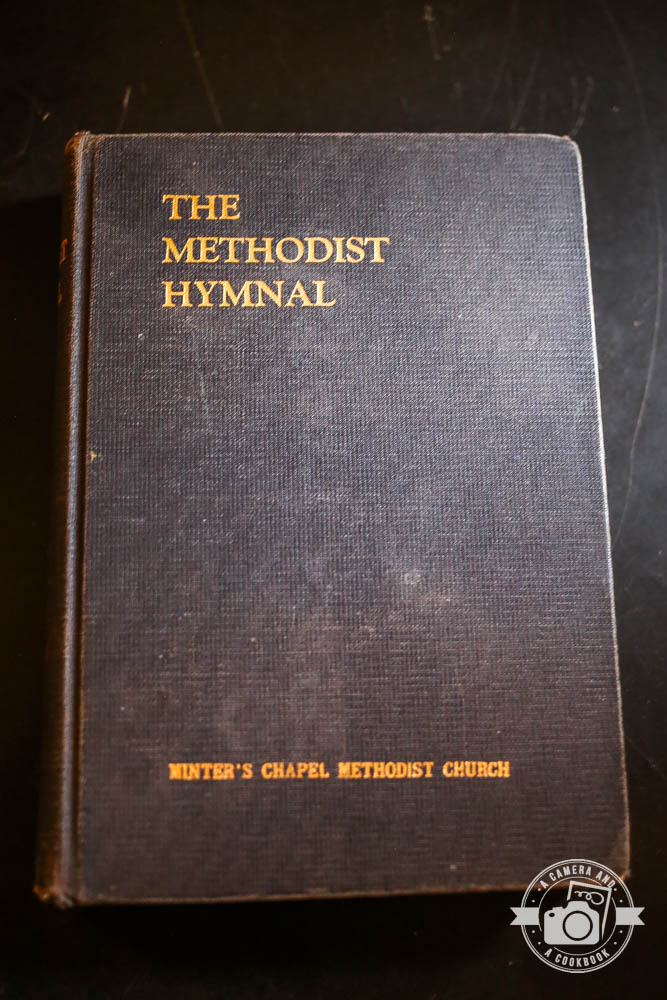 THE
METHODIST
HYMNAL
MINTER'S CHAPEL METHODIST CHURCH
· A CAMERA AND ·
A COOKBOOK